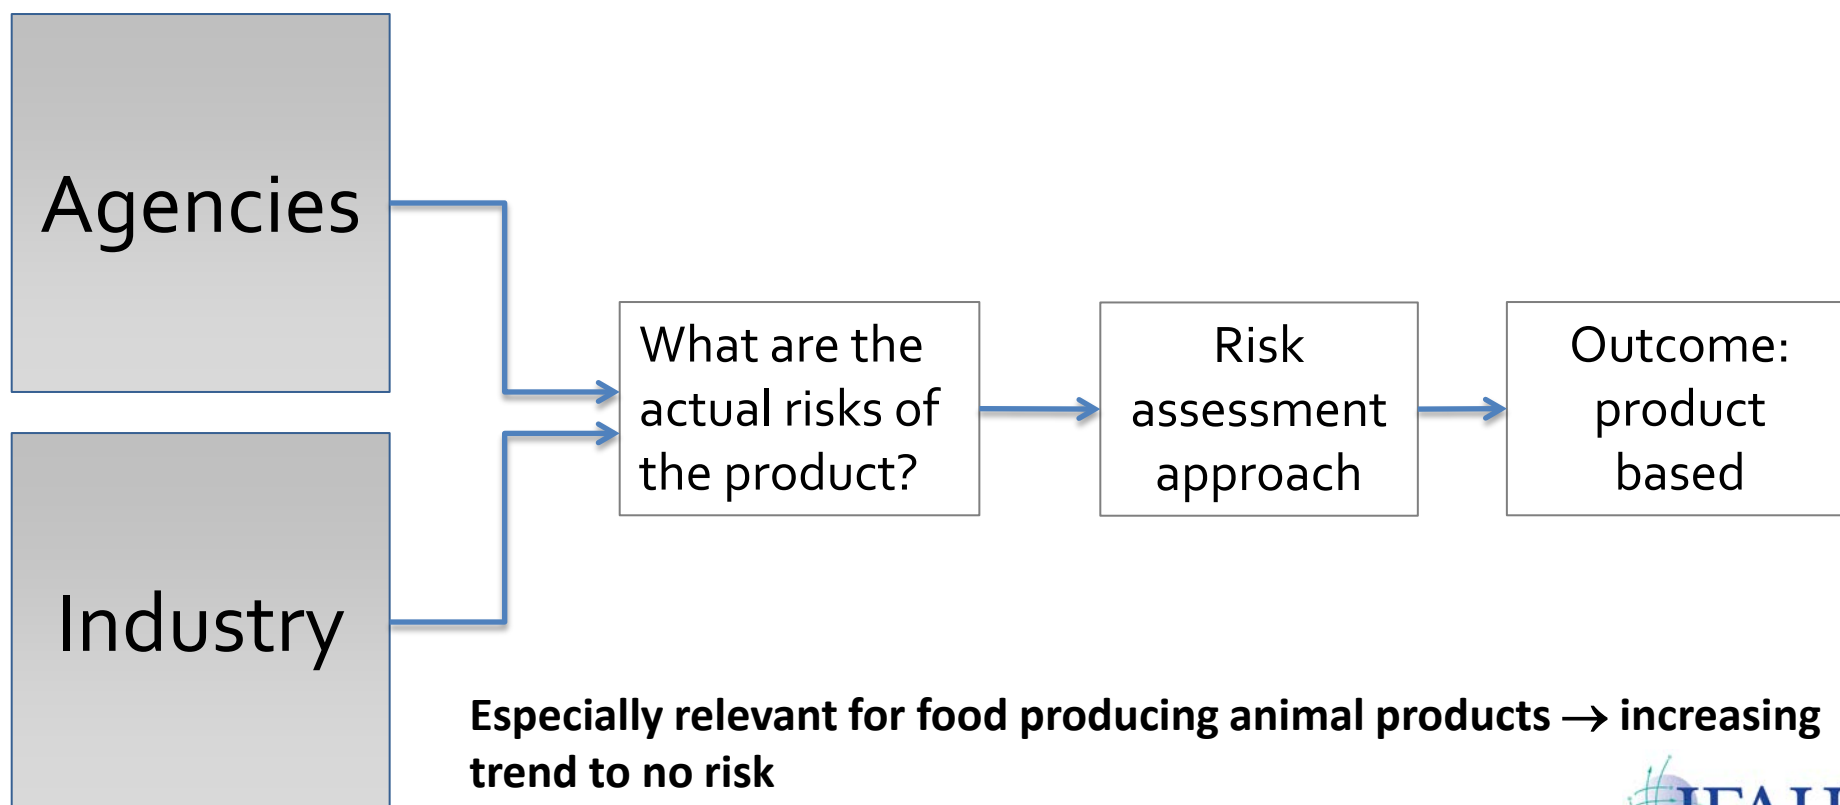 Agencies
Industry
What are the
actual risks of
the product?
Risk
assessment
approach
Outcome:
product
based
Especially relevant for food producing animal products → increasing
trend to no risk